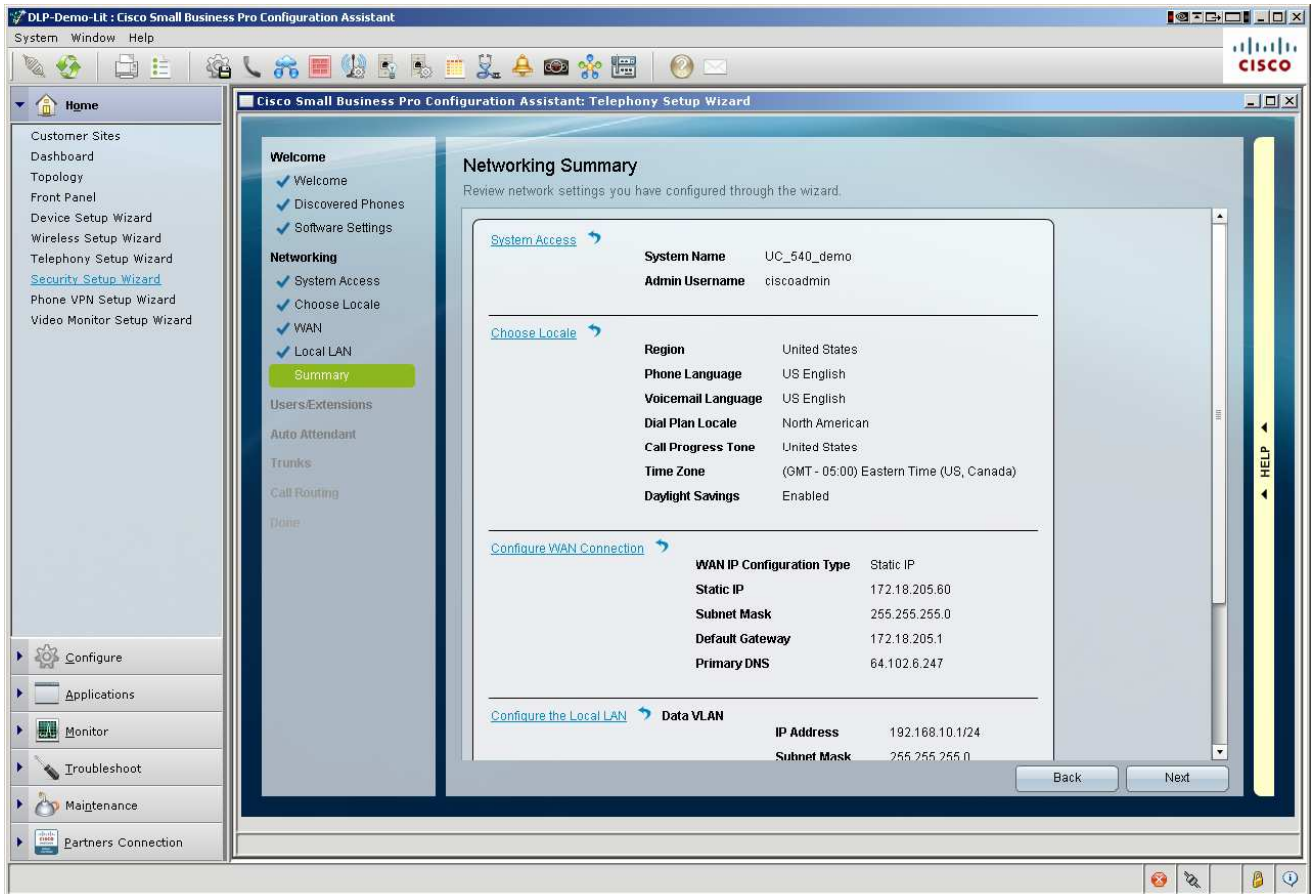 DLP-Demo-Lit : Cisco Small Business Pro Configuration Assistant
System Window Help
CISCO
Home
Customer Sites
Dashboard
Topology
Front Panel
Device Setup Wizard
Wireless Setup Wizard
Telephony Setup Wizard
Security Setup Wizard
Phone VPN Setup Wizard
Video Monitor Setup Wizard
Configure
Applications
Monitor
Troubleshoot
Maintenance
Partners Connection
Cisco Small Business Pro Configuration Assistant: Telephony Setup Wizard
Welcome
Welcome
Discovered Phones
Software Settings
Networking
System Access
Choose Locale
WAN
Local LAN
Summary
Users/Extensions
Auto Attendant
Trunks
Call Routing
Done
Networking Summary
Review network settings you have configured through the wizard.
System Access
System Name UC_540_demo
Admin Username ciscoadmin
Choose Locale
Region United States
Phone Language US English
Voicemail Language US English
Dial Plan Locale North American
Call Progress Tone United States
Time Zone (GMT - 05:00) Eastern Time (US, Canada)
Daylight Savings Enabled
Configure WAN Connection
WAN IP Configuration Type Static IP
Static IP 172.18.205.60
Subnet Mask 255.255.255.0
Default Gateway 172.18.205.1
Primary DNS 64.102.6.247
Configure the Local LAN Data VLAN
IP Address 192.168.10.1/24
Subnet Mask 255.255.255.0
Back Next
HELP